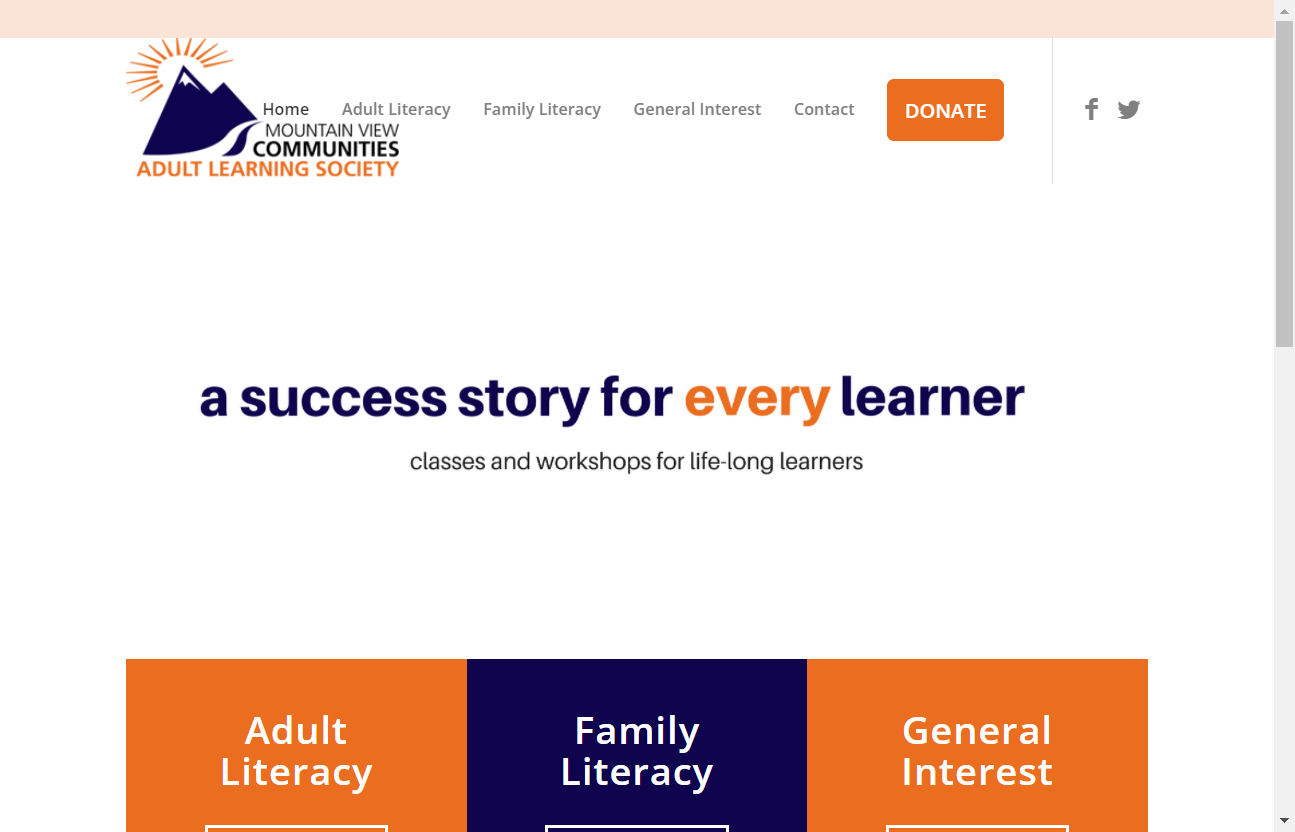 Home
Adult Literacy
Family Literacy
General Interest
Contact
DONATE
MOUNTAIN VIEW
COMMUNITIES
ADULT LEARNING SOCIETY
a success story for every learner
classes and workshops for life-long learners
Adult
Literacy
Family
Literacy
General
Interest